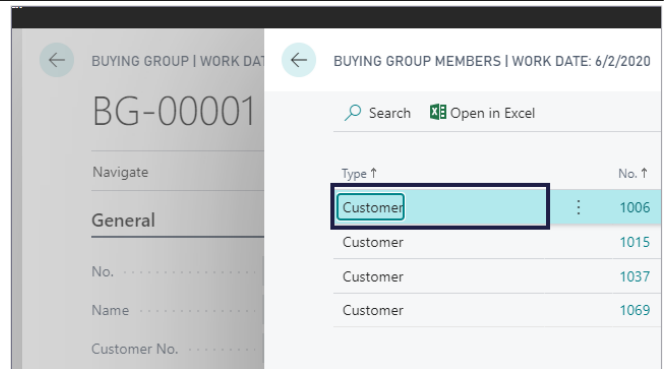 BUYING GROUP | WORK DAT
BG-00001
Navigate
General
No.
Name
Customer No.
BUYING GROUP MEMBERS | WORK DATE: 6/2/2020
Search Open in Excel
Type ↑ No. ↑
Customer 1006
Customer 1015
Customer 1037
Customer 1069